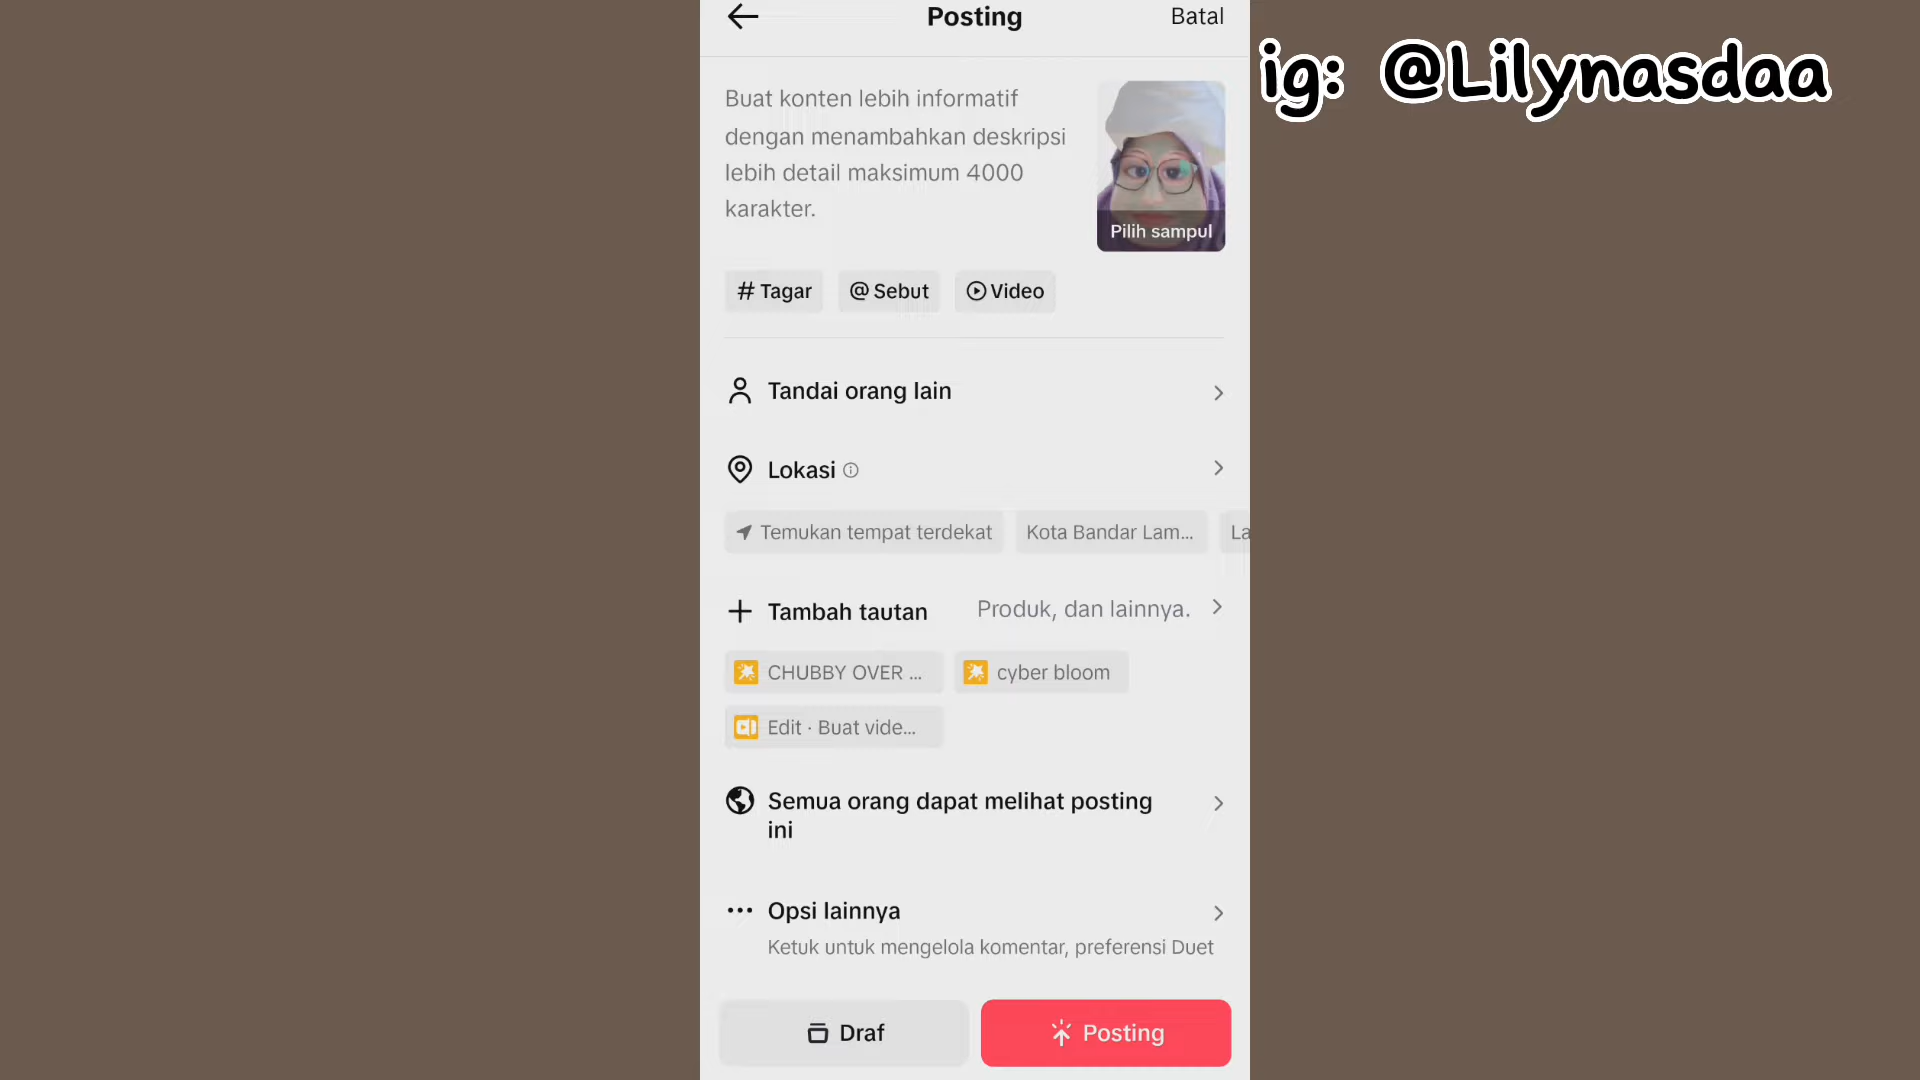 Posting
Batal
ig: @Lilynasdaa
Buat konten lebih informatif
dengan menambahkan deskripsi
lebih detail maksimum 4000
karakter.
Pilih sampul
# Tagar
@ Sebut
Video
Tandai orang lain
Lokasi
Temukan tempat terdekat
Kota Bandar Lam...
La
Tambah tautan
Produk, dan lainnya.
CHUBBY OVER ...
cyber bloom
Edit · Buat vide...
Semua orang dapat melihat posting
ini
Opsi lainnya
Ketuk untuk mengelola komentar, preferensi Duet
Draf
Posting